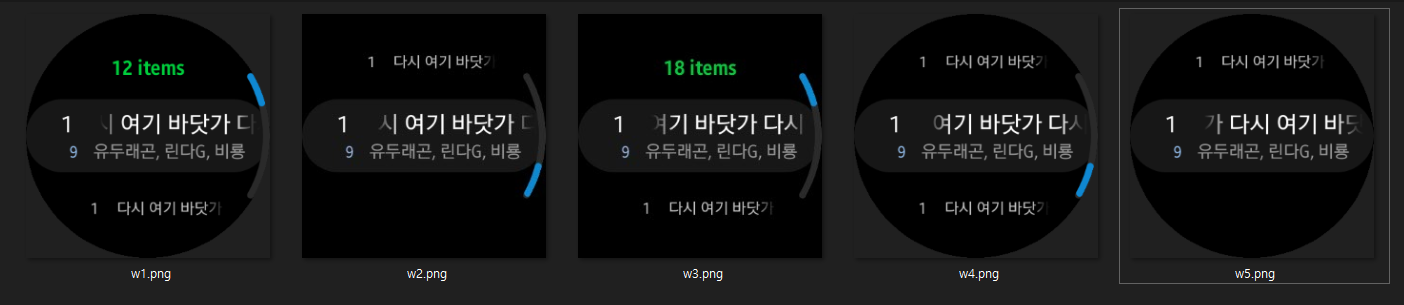 12 items
1 시 여기 바닷가 다
9 유두래곤, 린다G, 비룡
1 다시 여기 바닷가
w1.png
1 다시 여기 바닷가
1 시 여기 바닷가 다
9 유두래곤, 린다G, 비룡
w2.png
18 items
1 여기 바닷가 다시
9 유두래곤, 린다G, 비룡
1 다시 여기 바닷가
w3.png
1 다시 여기 바닷가
1 여기 바닷가 다시
9 유두래곤, 린다G, 비룡
1 다시 여기 바닷가
w4.png
1 다시 여기 바닷가
1 가 다시 여기 바닷
9 유두래곤, 린다G, 비룡
w5.png